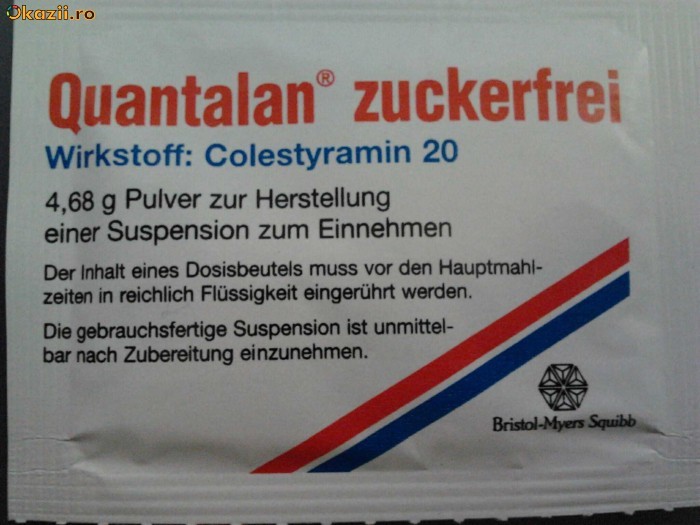 Okazii.ro
Quantalan® zuckerfrei
Wirkstoff: Colestyramin 20
4,68 g Pulver zur Herstellung
einer Suspension zum Einnehmen
Der Inhalt eines Dosisbeutels muss vor den Hauptmahl-
zeiten in reichlich Flüssigkeit eingerührt werden.
Die gebrauchsfertige Suspension ist unmittel-
bar nach Zubereitung einzunehmen.
Bristol-Myers Squibb